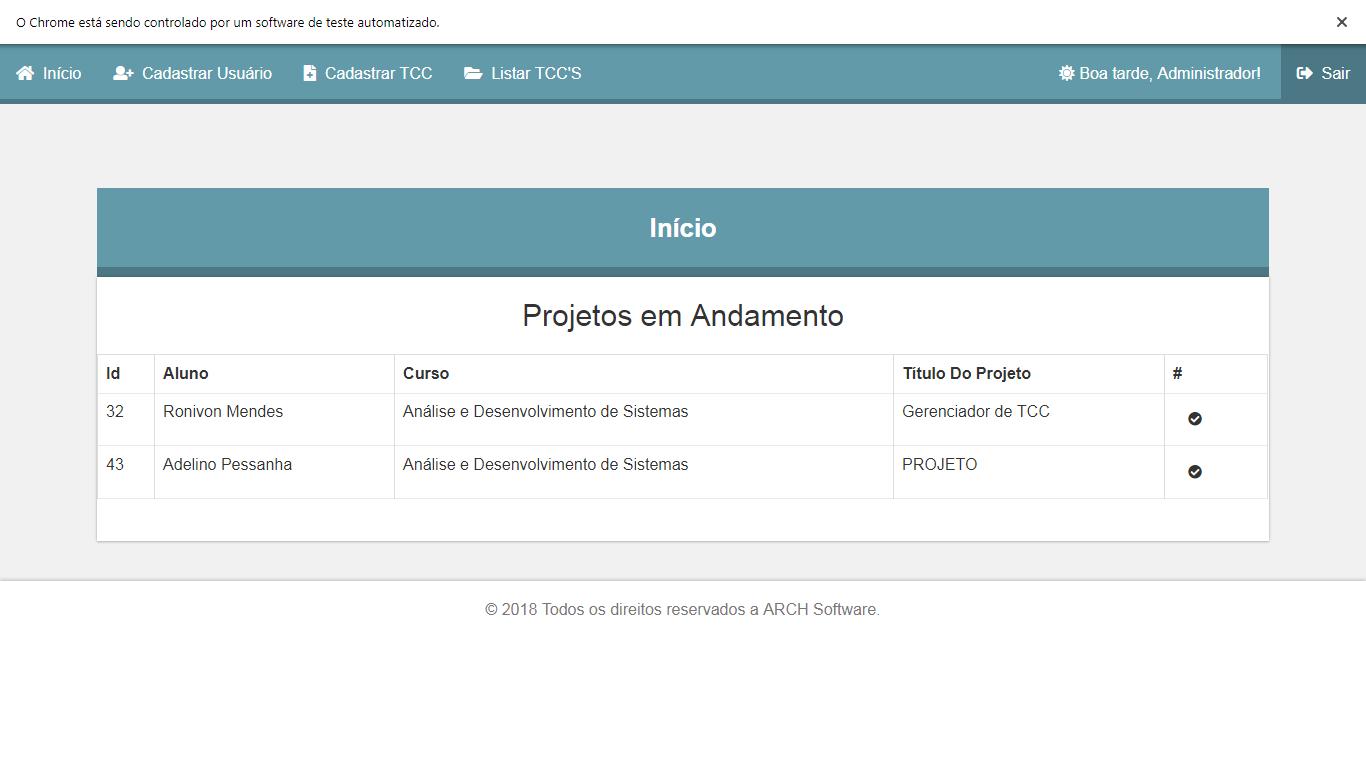 O Chrome está sendo controlado por um software de teste automatizado.
Início Cadastrar Usuário Cadastrar TCC Listar TCC'S Boa tarde, Administrador! Sair
Início
Projetos em Andamento
Id Aluno Curso Título Do Projeto #
32 Ronivon Mendes Análise e Desenvolvimento de Sistemas Gerenciador de TCC
43 Adelino Pessanha Análise e Desenvolvimento de Sistemas PROJETO
© 2018 Todos os direitos reservados a ARCH Software.